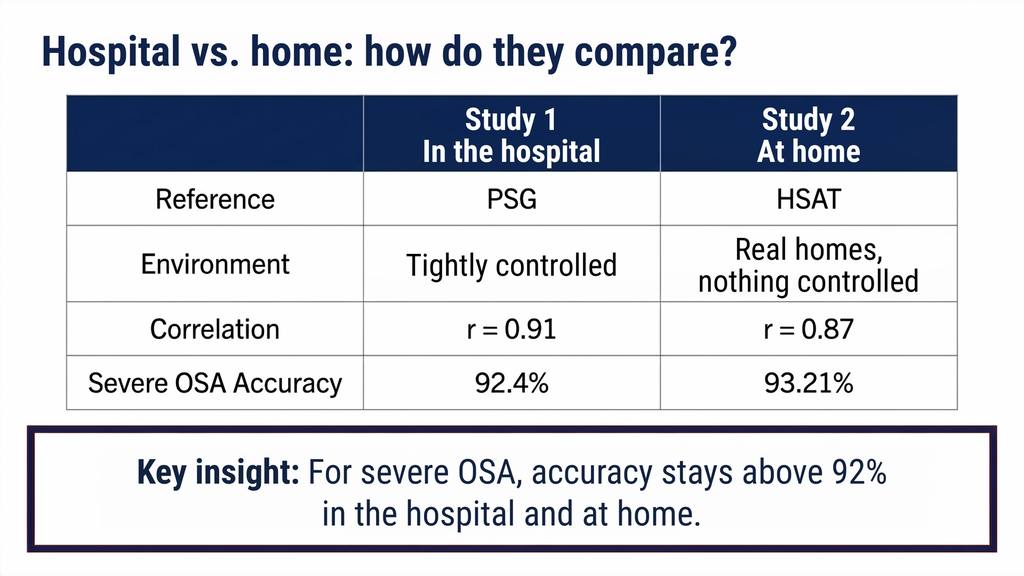 Hospital vs. home: how do they compare?
Study 1
In the hospital
Study 2
At home
Reference
PSG
HSAT
Environment
Tightly controlled
Real homes,
nothing controlled
Correlation
r = 0.91
r = 0.87
Severe OSA Accuracy
92.4%
93.21%
Key insight: For severe OSA, accuracy stays above 92%
in the hospital and at home.